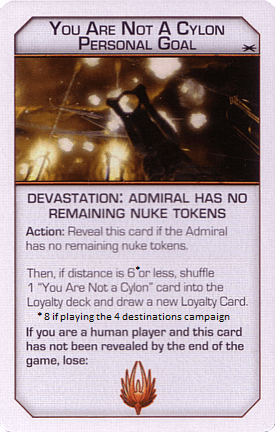 You Are Not A Cylon
Personal Goal
DEVASTATION: ADMIRAL HAS NO
REMAINING NUKE TOKENS
Action: Reveal this card if the Admiral
has no remaining nuke tokens.
Then, if distance is 6* or less, shuffle
1 “You Are Not a Cylon” card into the
Loyalty deck and draw a new Loyalty Card.
* 8 if playing the 4 destinations campaign
If you are a human player and this card
has not been revealed by the end of the
game, lose: